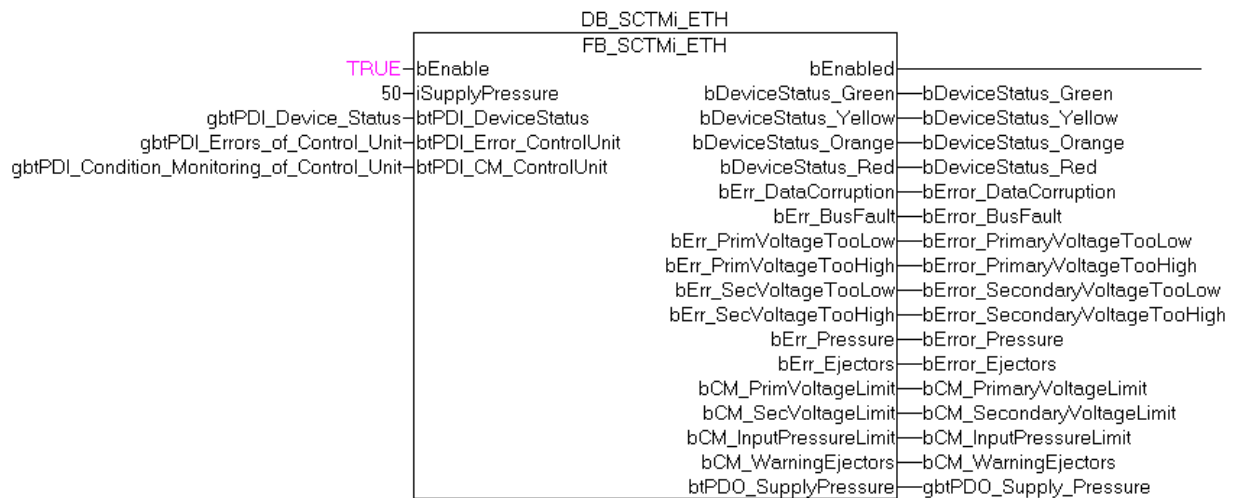 DB_SCTMi_ETH
FB_SCTMi_ETH
TRUE bEnable bEnabled
50 iSupplyPressure bDeviceStatus_Green bDeviceStatus_Green
gbtPDI_Device_Status btPDI_DeviceStatus bDeviceStatus_Yellow bDeviceStatus_Yellow
gbtPDI_Errors_of_Control_Unit btPDI_Error_ControlUnit bDeviceStatus_Orange bDeviceStatus_Orange
gbtPDI_Condition_Monitoring_of_Control_Unit btPDI_CM_ControlUnit bDeviceStatus_Red bDeviceStatus_Red
bErr_DataCorruption bError_DataCorruption
bErr_BusFault bError_BusFault
bErr_PrimVoltageTooLow bError_PrimaryVoltageTooLow
bErr_PrimVoltageTooHigh bError_PrimaryVoltageTooHigh
bErr_SecVoltageTooLow bError_SecondaryVoltageTooLow
bErr_SecVoltageTooHigh bError_SecondaryVoltageTooHigh
bErr_Pressure bError_Pressure
bErr_Ejectors bError_Ejectors
bCM_PrimVoltageLimit bCM_PrimaryVoltageLimit
bCM_SecVoltageLimit bCM_SecondaryVoltageLimit
bCM_InputPressureLimit bCM_InputPressureLimit
bCM_WarningEjectors bCM_WarningEjectors
btPDO_SupplyPressure gbtPDO_Supply_Pressure